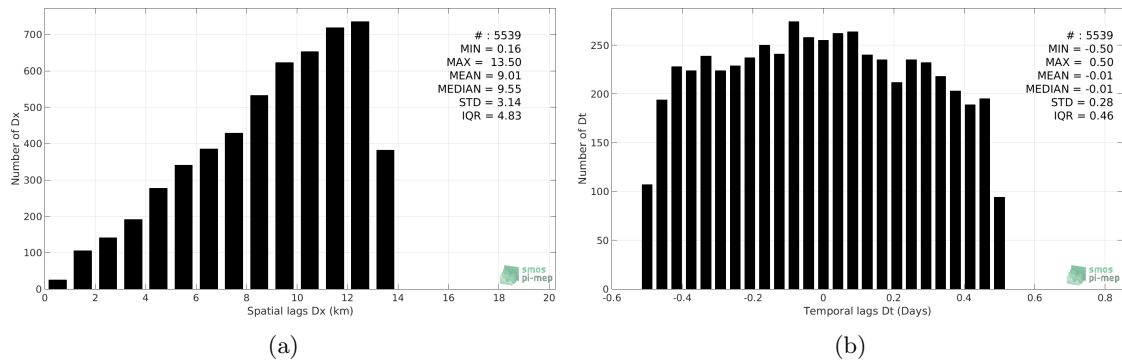 700
600
500
400
300
200
100
0
Number of Dx
# : 5539
MIN = 0.16
MAX = 13.50
MEAN = 9.01
MEDIAN = 9.55
STD = 3.14
IQR = 4.83
smos
pi-mep
0 2 4 6 8 10 12 14 16 18 20
Spatial lags Dx (km)
(a)
250
200
150
100
50
0
Number of Dt
# : 5539
MIN = -0.50
MAX = 0.50
MEAN = -0.01
MEDIAN = -0.01
STD = 0.28
IQR = 0.46
smos
pi-mep
-0.6 -0.4 -0.2 0 0.2 0.4 0.6 0.8
Temporal lags Dt (Days)
(b)